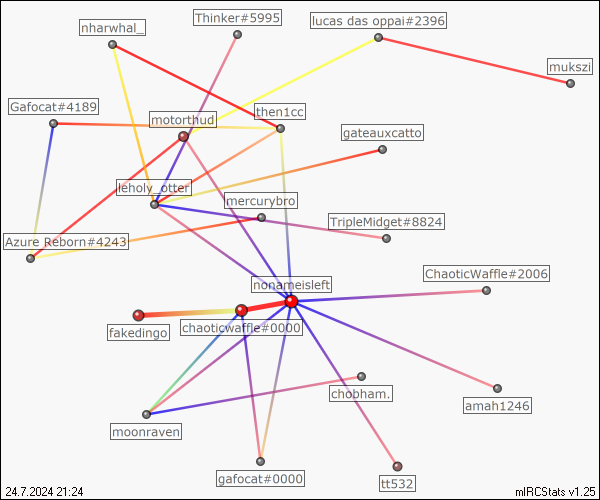 Thinker#5995
lucas das oppai#2396
nharwhal_
mukszi
Gafocat#4189
motorthud
then1cc
gateauxcatto
leholy_otter
mercurybro
TripleMidget#8824
Azure Reborn#4243
ChaoticWaffle#2006
nonameisleft
fakedingo
chaoticwaffle#0000
chobham.
amah1246
moonraven
gafocat#0000
tt532
24.7.2024 21:24
mIRCStats v1.25